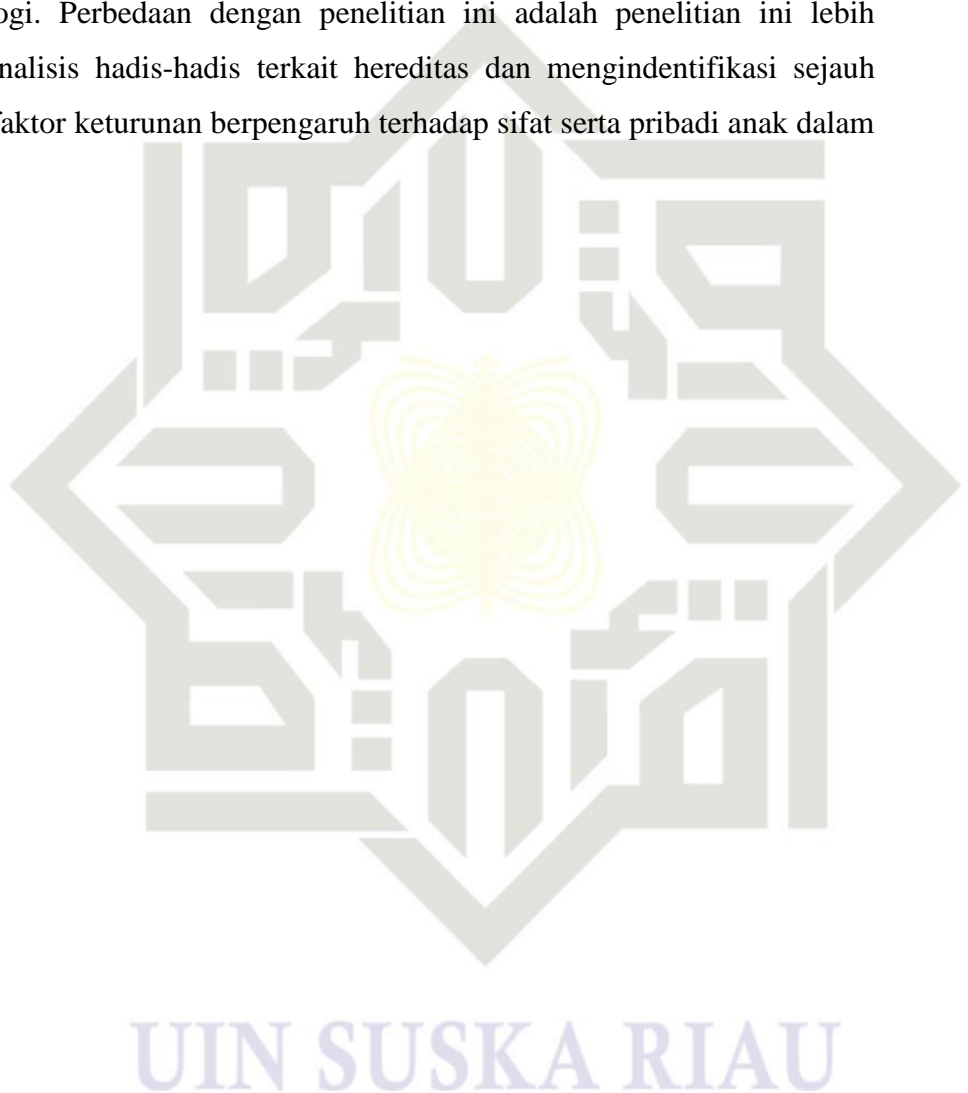 ogi. Perbedaan dengan penelitian ini adalah penelitian ini lebih
nalisis hadis-hadis terkait hereditas dan mengindentifikasi sejauh
faktor keturunan berpengaruh terhadap sifat serta pribadi anak dalam
UIN SUSKA RIAU